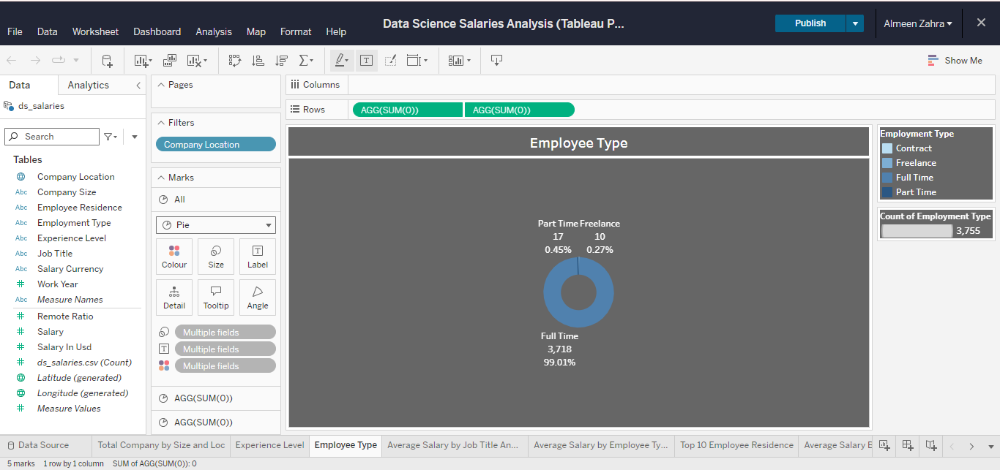 Data Science Salaries Analysis (Tableau P...
Publish
Almeen Zahra
File Data Worksheet Dashboard Analysis Map Format Help
Show Me
Data Analytics
ds_salaries
Search
Tables
Company Location
Abc Company Size
Abc Employee Residence
Abc Employment Type
Abc Experience Level
Abc Job Title
Abc Salary Currency
Work Year
Abc Measure Names
Remote Ratio
Salary
Salary In Usd
ds_salaries.csv (Count)
Latitude (generated)
Longitude (generated)
Measure Values
Pages
Filters
Company Location
Marks
All
Pie
Colour Size Label
Detail Tooltip Angle
Multiple fields
Multiple fields
Multiple fields
AGG(SUM(0))
AGG(SUM(0))
Columns
Rows AGG(SUM(0)) AGG(SUM(0))
Employee Type
Part Time Freelance
17 10
0.45% 0.27%
Full Time
3,718
99.01%
Employment Type
Contract
Freelance
Full Time
Part Time
Count of Employment Type
3,755
Data Source Total Company by Size and Loc Experience Level Employee Type Average Salary by Job Title An... Average Salary by Employee Ty... Top 10 Employee Residence Average Salary E
5 marks 1 row by 1 column SUM of AGG(SUM(0)): 0